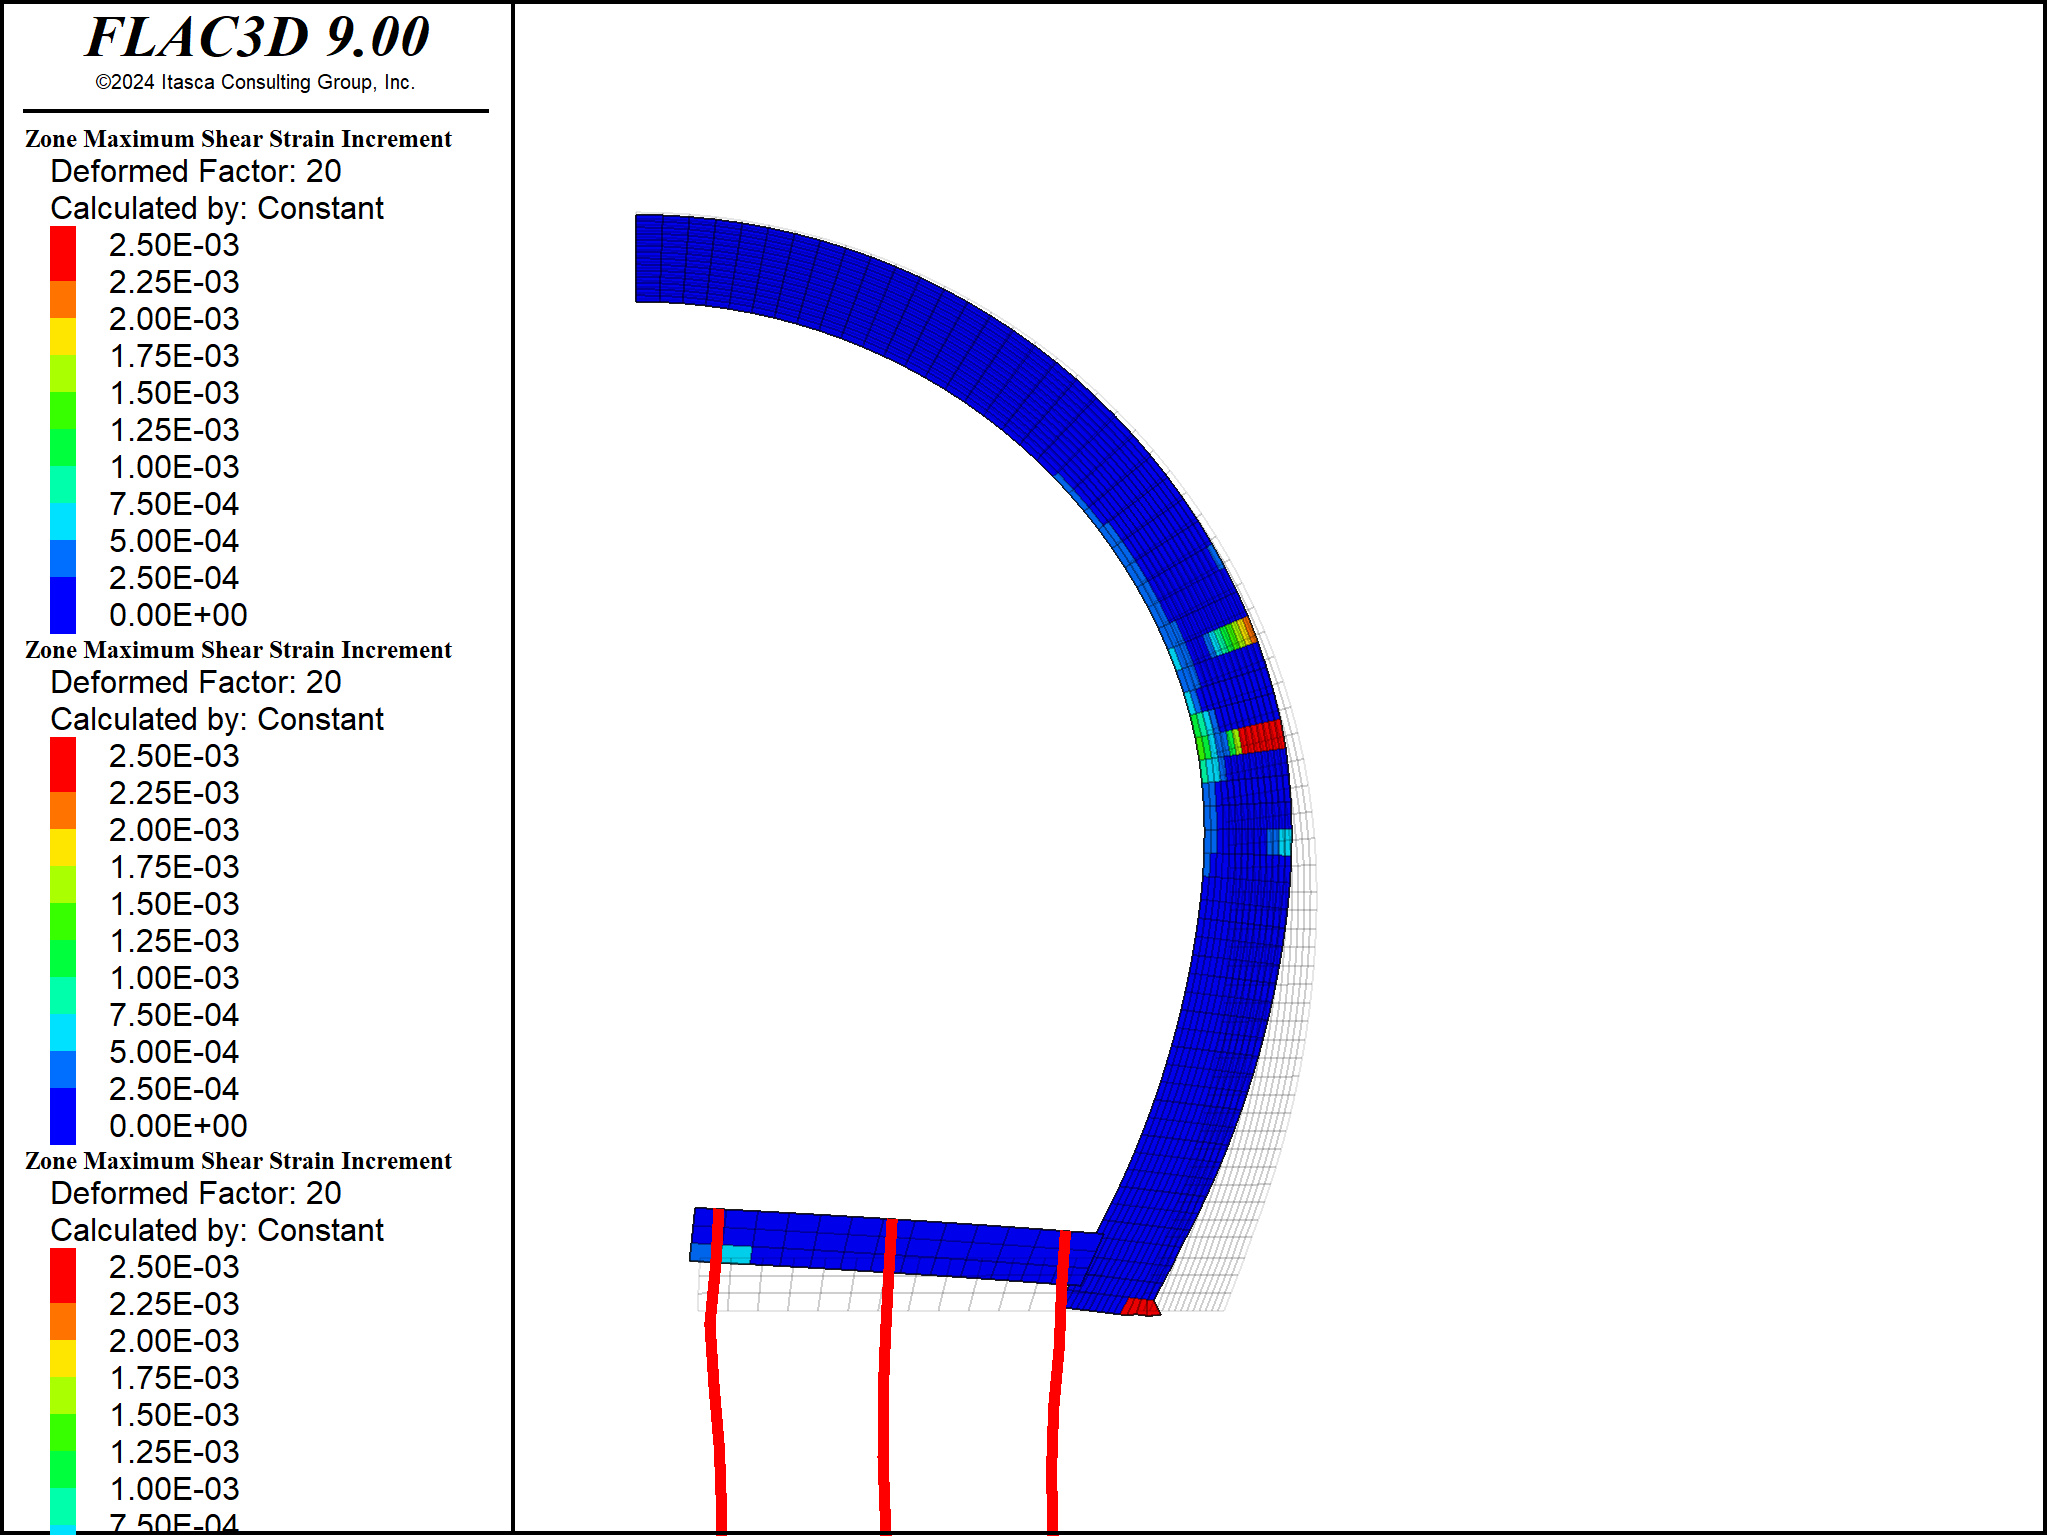 FLAC3D 9.00
©2024 Itasca Consulting Group, Inc.
Zone Maximum Shear Strain Increment
Deformed Factor: 20
Calculated by: Constant
2.50E-03
2.25E-03
2.00E-03
1.75E-03
1.50E-03
1.25E-03
1.00E-03
7.50E-04
5.00E-04
2.50E-04
0.00E+00
Zone Maximum Shear Strain Increment
Deformed Factor: 20
Calculated by: Constant
2.50E-03
2.25E-03
2.00E-03
1.75E-03
1.50E-03
1.25E-03
1.00E-03
7.50E-04
5.00E-04
2.50E-04
0.00E+00
Zone Maximum Shear Strain Increment
Deformed Factor: 20
Calculated by: Constant
2.50E-03
2.25E-03
2.00E-03
1.75E-03
1.50E-03
1.25E-03
1.00E-03
7.50E-04